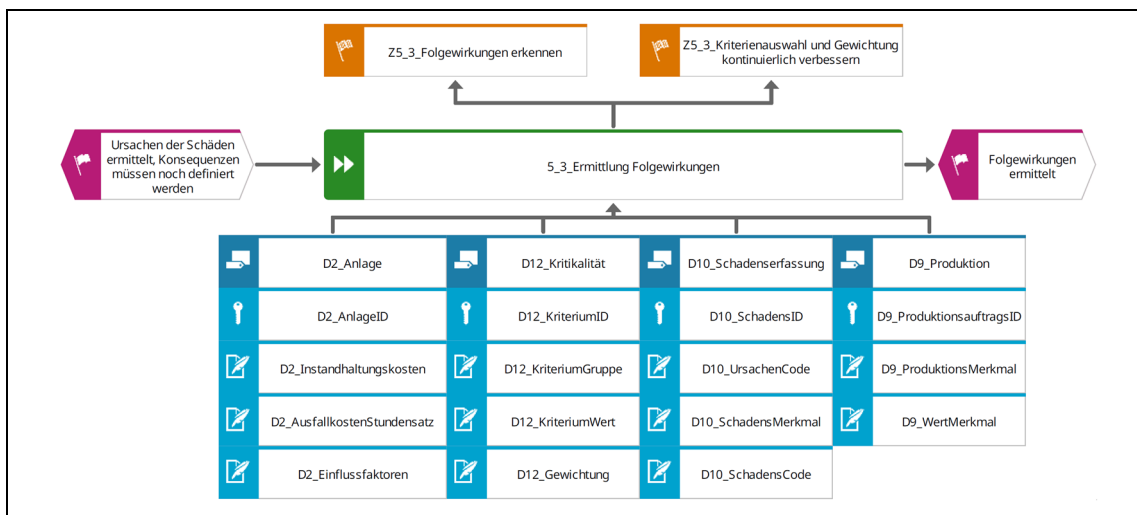 Z5_3_Folgewirkungen erkennen
Z5_3_Kriterienauswahl und Gewichtung
kontinuierlich verbessern
Ursachen der Schäden
ermittelt, Konsequenzen
müssen noch definiert
werden
5_3_Ermittlung Folgewirkungen
Folgewirkungen
ermittelt
D2_Anlage
D12_Kritikalität
D10_Schadenserfassung
D9_Produktion
D2_AnlageID
D12_KriteriumID
D10_SchadensID
D9_ProduktionsauftragsID
D2_Instandhaltungskosten
D12_KriteriumGruppe
D10_UrsachenCode
D9_ProduktionsMerkmal
D2_AusfallkostenStundensatz
D12_KriteriumWert
D10_SchadensMerkmal
D9_WertMerkmal
D2_Einflussfaktoren
D12_Gewichtung
D10_SchadensCode